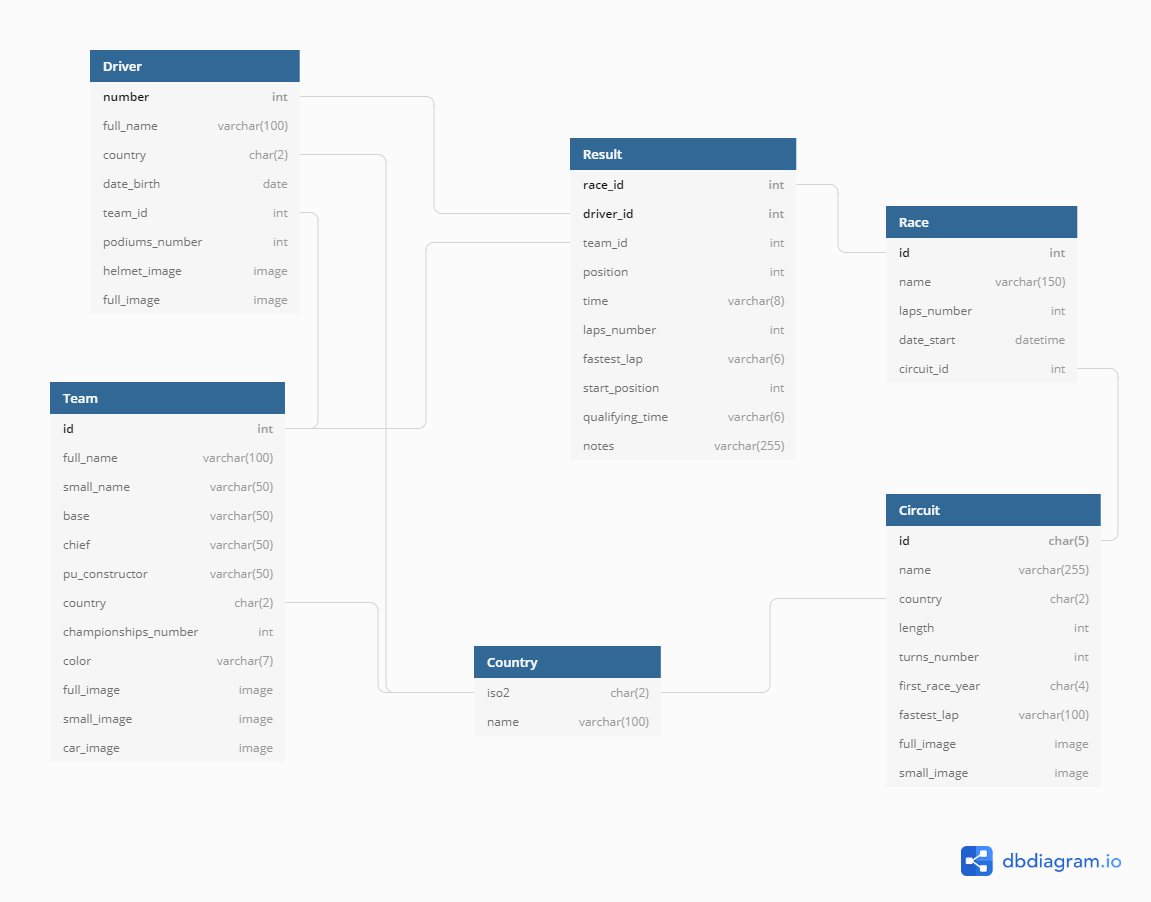 Driver
number int
full_name varchar(100)
country char(2)
date_birth date
team_id int
podiums_number int
helmet_image image
full_image image
Team
id int
full_name varchar(100)
small_name varchar(50)
base varchar(50)
chief varchar(50)
pu_constructor varchar(50)
country char(2)
championships_number int
color varchar(7)
full_image image
small_image image
car_image image
Result
race_id int
driver_id int
team_id int
position int
time varchar(8)
laps_number int
fastest_lap varchar(6)
start_position int
qualifying_time varchar(6)
notes varchar(255)
Country
iso2 char(2)
name varchar(100)
Race
id int
name varchar(150)
laps_number int
date_start datetime
circuit_id int
Circuit
id char(5)
name varchar(255)
country char(2)
length int
turns_number int
first_race_year char(4)
fastest_lap varchar(100)
full_image image
small_image image
dbdiagram.io